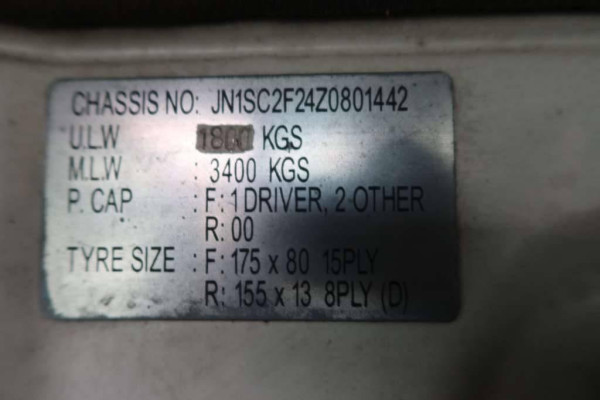 CHASSIS NO: JN1SC2F24Z0801442
U.L.W 1800 KGS
M.L.W : 3400 KGS
P. CAP : F: 1 DRIVER, 2 OTHER
R: 00
TYRE SIZE : F: 175 x 80 15PLY
R: 155 x 13 8PLY (D)